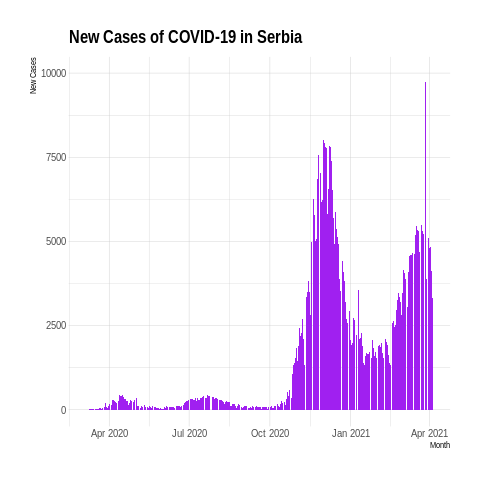 New Cases of COVID-19 in Serbia
New Cases
10000
7500
5000
2500
0
Apr 2020 Jul 2020 Oct 2020 Jan 2021 Apr 2021
Month